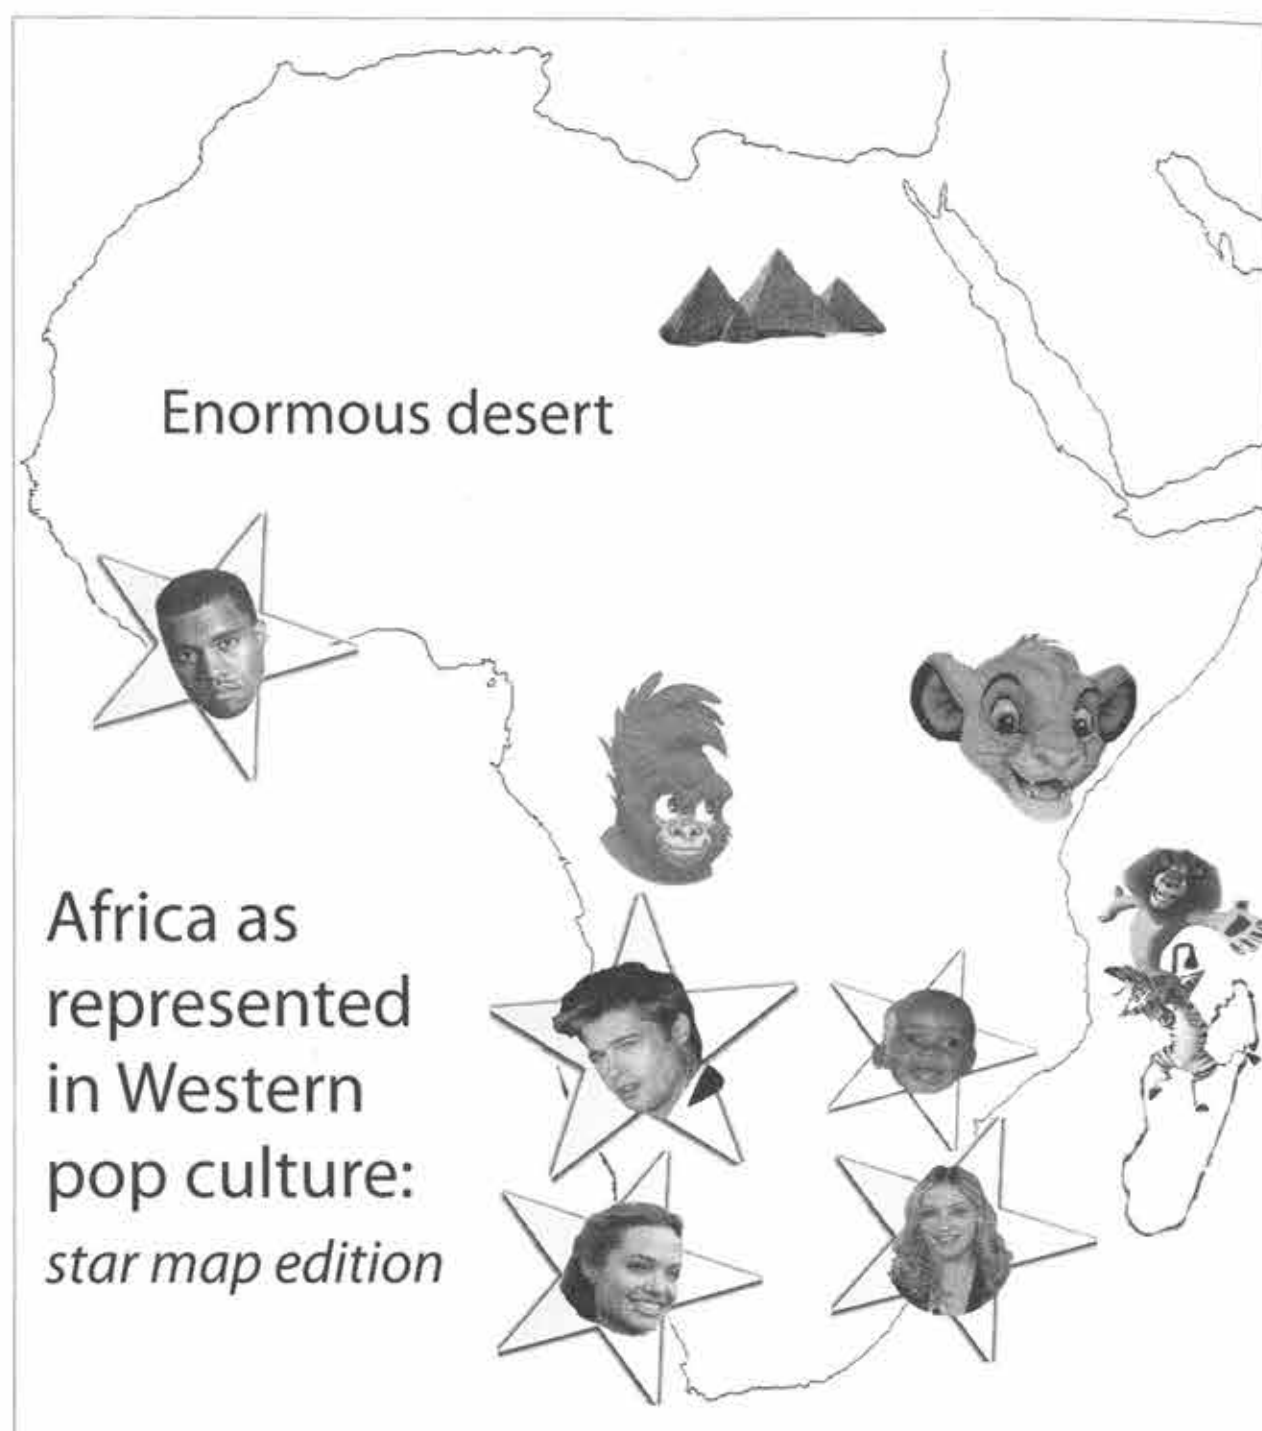 Enormous desert
Africa as
represented
in Western
pop culture:
star map edition